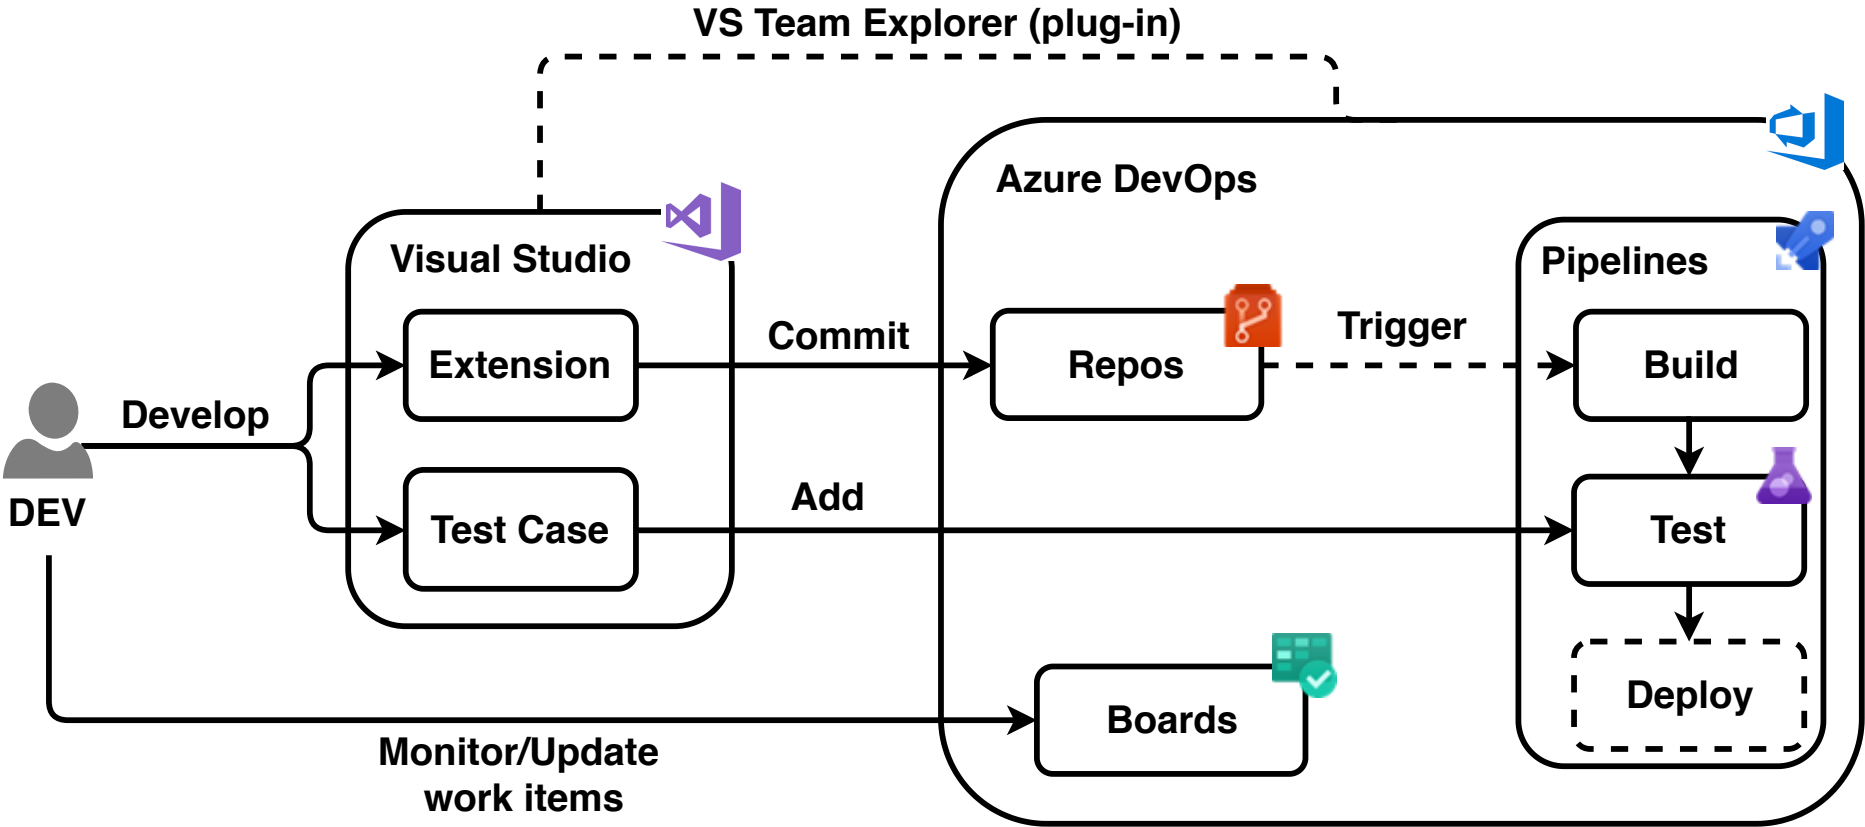 VS Team Explorer (plug-in)
Azure DevOps
Visual Studio
Pipelines
Extension
Commit
Repos
Trigger
Build
Develop
DEV
Test Case
Add
Test
Deploy
Boards
Monitor/Update
work items